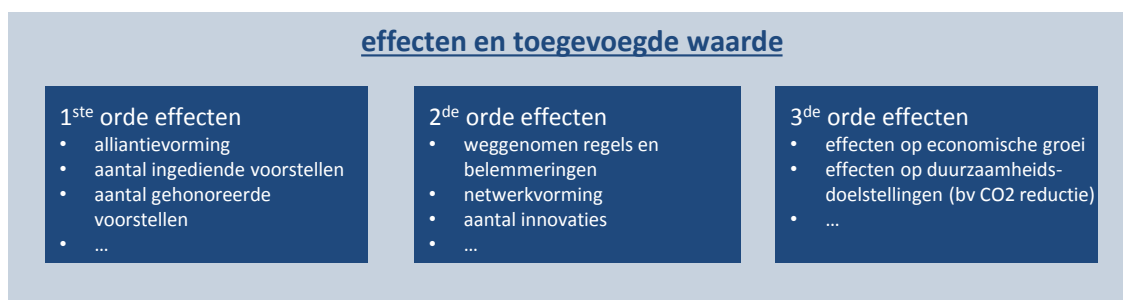 effecten en toegevoegde waarde
1ste orde effecten
• alliantievorming
• aantal ingediende voorstellen
• aantal gehonoreerde
voorstellen
• …
2de orde effecten
• weggenomen regels en
belemmeringen
• netwerkvorming
• aantal innovaties
• …
3de orde effecten
• effecten op economische groei
• effecten op duurzaamheids-
doelstellingen (bv CO2 reductie)
• …